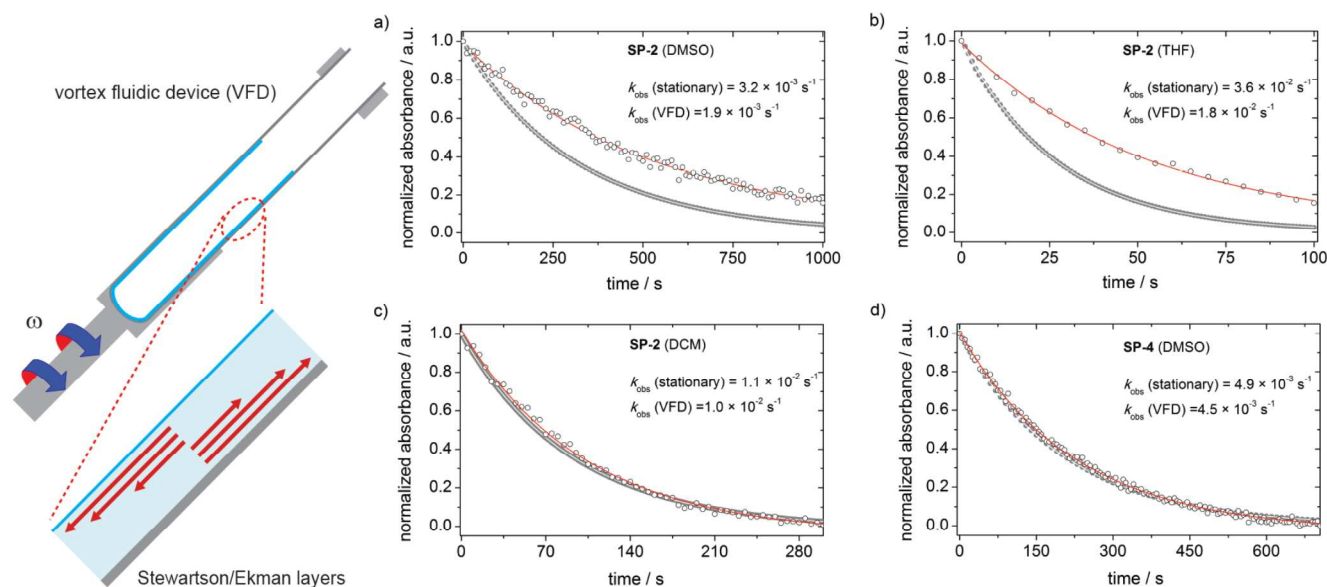 vortex fluidic device (VFD)
ω
Stewartson/Ekman layers
a)
SP-2 (DMSO)
k_obs (stationary) = 3.2 × 10⁻³ s⁻¹
k_obs (VFD) =1.9 × 10⁻³ s⁻¹
normalized absorbance / a.u.
1.0
0.8
0.6
0.4
0.2
0.0
0 250 500 750 1000
time / s
b)
SP-2 (THF)
k_obs (stationary) = 3.6 × 10⁻² s⁻¹
k_obs (VFD) =1.8 × 10⁻² s⁻¹
normalized absorbance / a.u.
1.0
0.8
0.6
0.4
0.2
0.0
0 25 50 75 100
time / s
c)
SP-2 (DCM)
k_obs (stationary) = 1.1 × 10⁻² s⁻¹
k_obs (VFD) =1.0 × 10⁻² s⁻¹
normalized absorbance / a.u.
1.0
0.8
0.6
0.4
0.2
0.0
0 70 140 210 280
time / s
d)
SP-4 (DMSO)
k_obs (stationary) = 4.9 × 10⁻³ s⁻¹
k_obs (VFD) =4.5 × 10⁻³ s⁻¹
normalized absorbance / a.u.
1.0
0.8
0.6
0.4
0.2
0.0
0 150 300 450 600
time / s